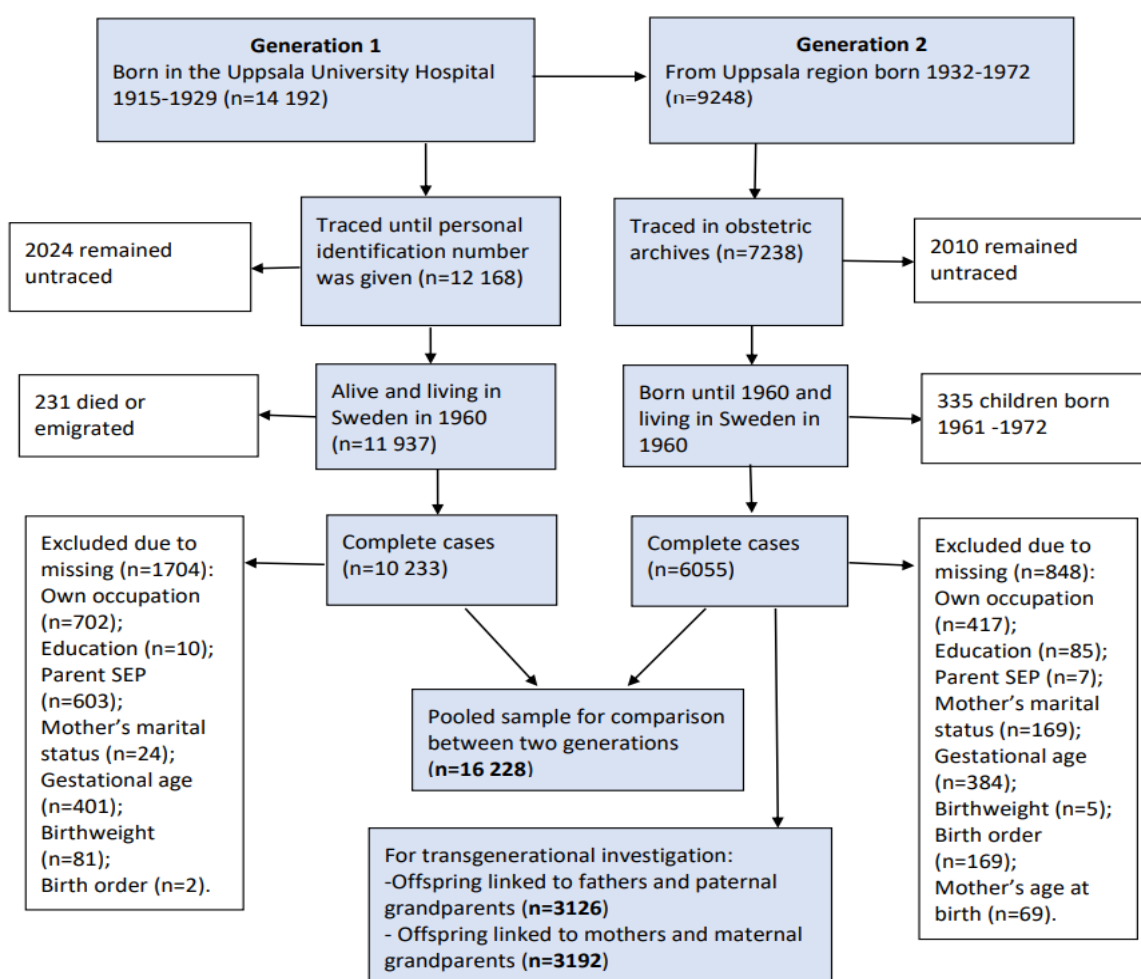 Generation 1
Born in the Uppsala University Hospital
1915-1929 (n=14 192)
Generation 2
From Uppsala region born 1932-1972
(n=9248)
2024 remained
untraced
Traced until personal
identification number
was given (n=12 168)
Traced in obstetric
archives (n=7238)
2010 remained
untraced
231 died or
emigrated
Alive and living in
Sweden in 1960
(n=11 937)
Born until 1960 and
living in Sweden in
1960
335 children born
1961 -1972
Excluded due to
missing (n=1704):
Own occupation
(n=702);
Education (n=10);
Parent SEP
(n=603);
Mother’s marital
status (n=24);
Gestational age
(n=401);
Birthweight
(n=81);
Birth order (n=2).
Complete cases
(n=10 233)
Complete cases
(n=6055)
Excluded due to
missing (n=848):
Own occupation
(n=417);
Education (n=85);
Parent SEP (n=7);
Mother’s marital
status (n=169);
Gestational age
(n=384);
Birthweight (n=5);
Birth order
(n=169);
Mother’s age at
birth (n=69).
Pooled sample for comparison
between two generations
(n=16 228)
For transgenerational investigation:
-Offspring linked to fathers and paternal
grandparents (n=3126)
- Offspring linked to mothers and maternal
grandparents (n=3192)